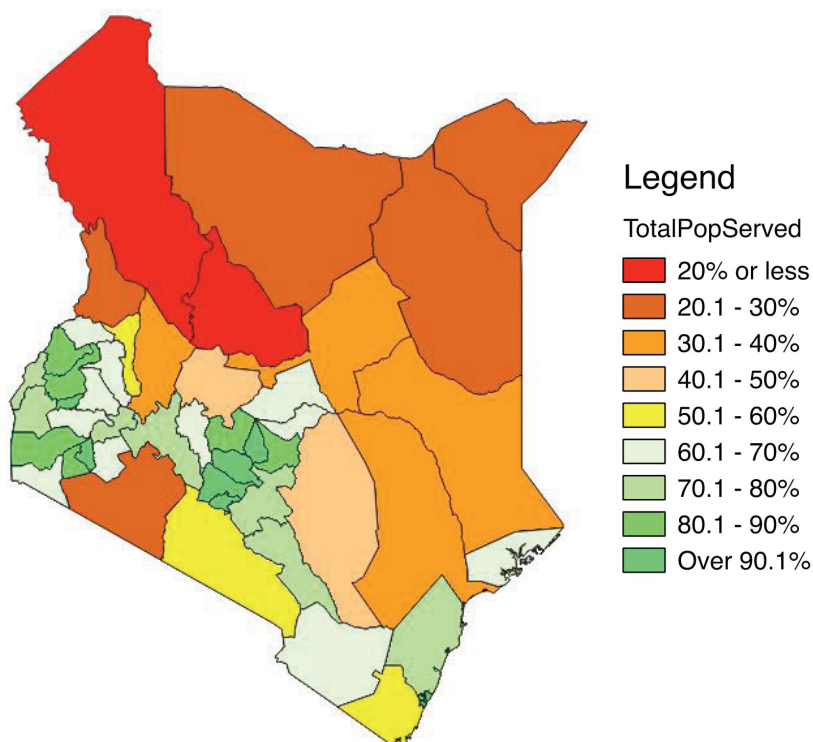 Legend
TotalPopServed
20% or less
20.1 - 30%
30.1 - 40%
40.1 - 50%
50.1 - 60%
60.1 - 70%
70.1 - 80%
80.1 - 90%
Over 90.1%